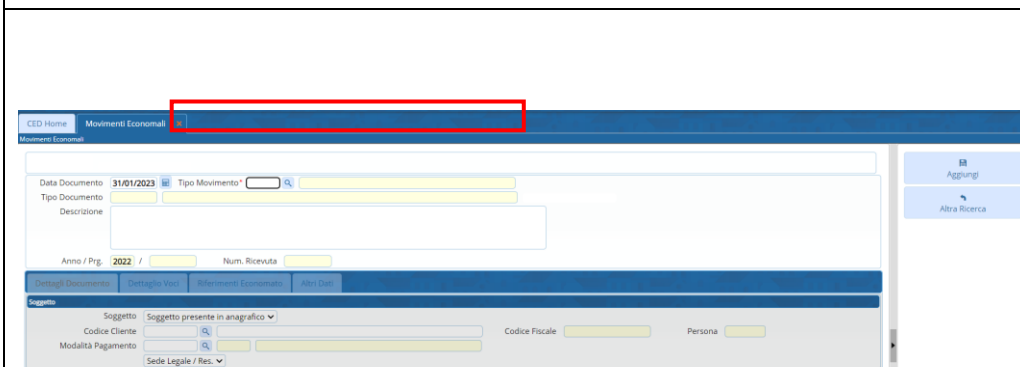 CED Home Movimenti Economali ×
Movimenti Economali
Aggiungi
Data Documento 31/01/2023 Tipo Movimento*
Altra Ricerca
Tipo Documento
Descrizione
Anno / Prg. 2022 / Num. Ricevuta
Dettagli Documento Dettaglio Voci Riferimenti Economato Altri Dati
Soggetto
Soggetto Soggetto presente in anagrafico
Codice Cliente Codice Fiscale Persona
Modalità Pagamento
Sede Legale / Res.